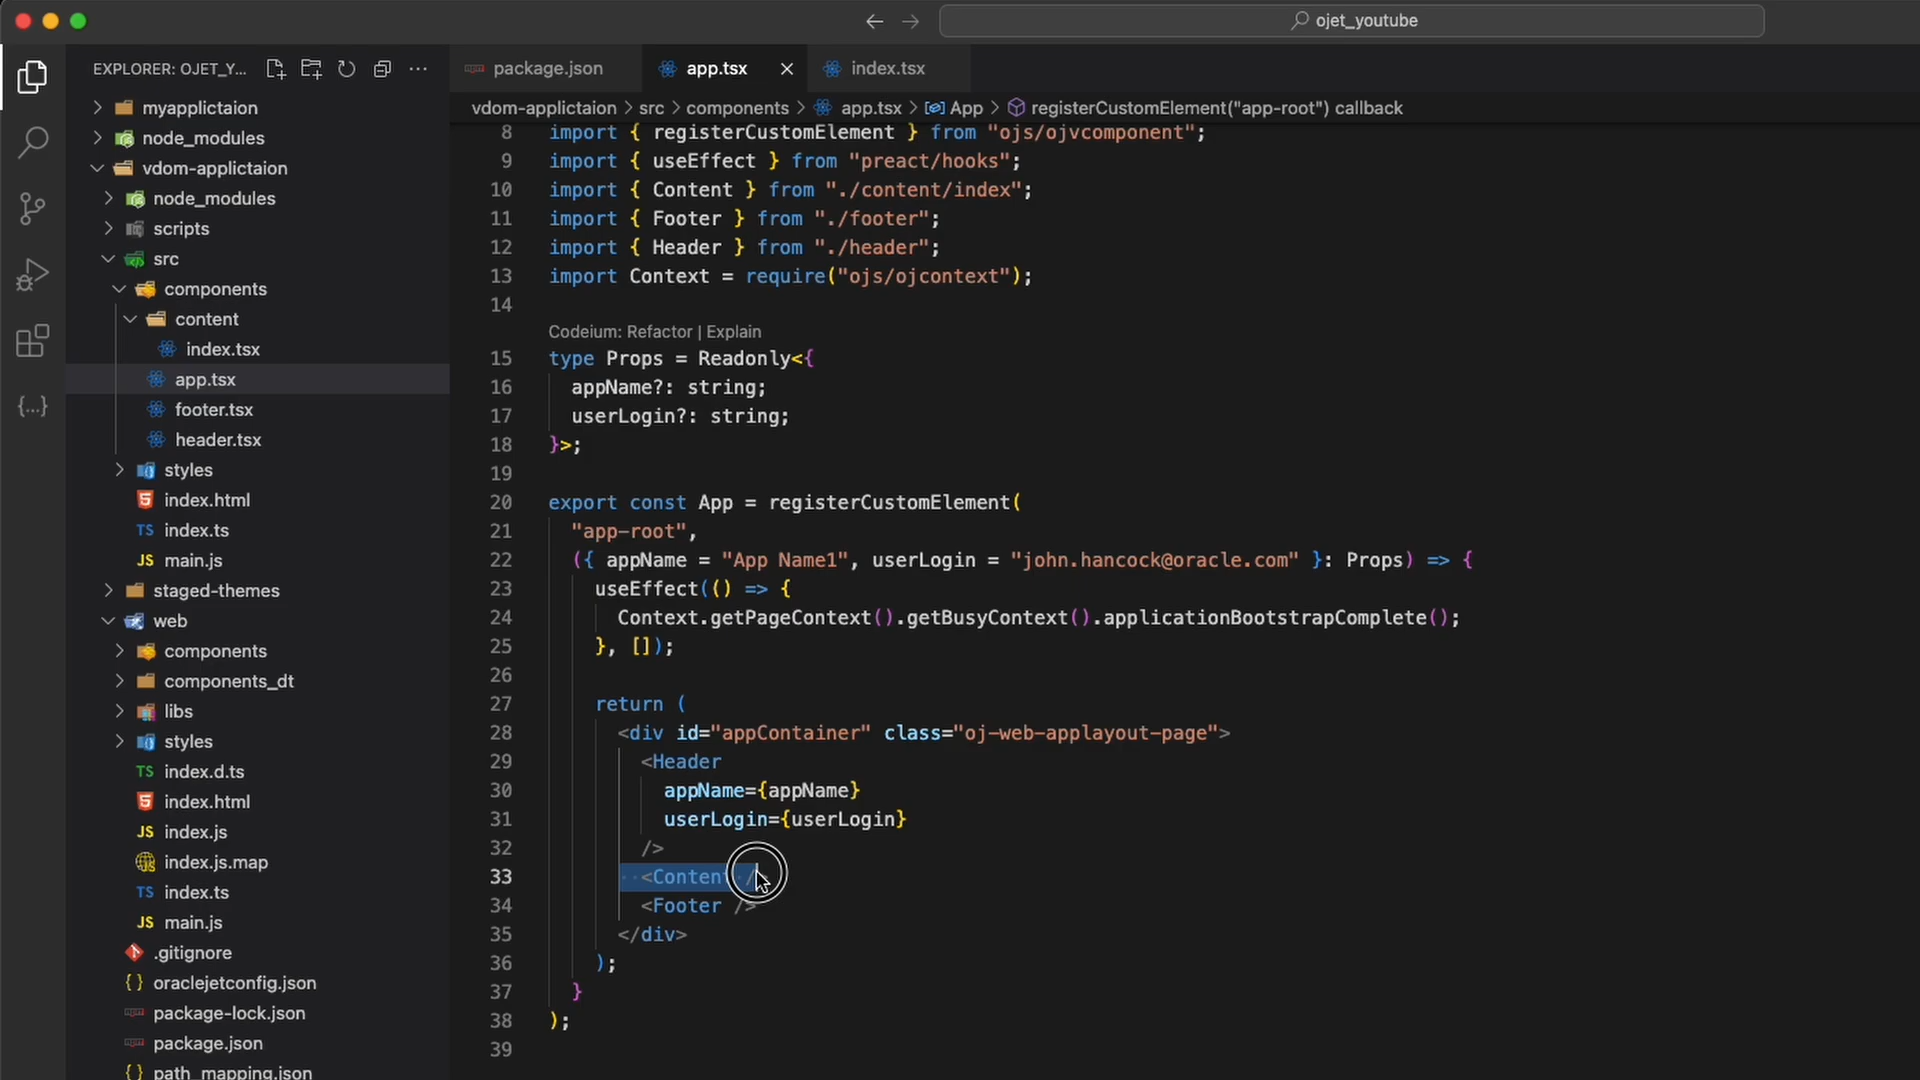 ojet_youtube
EXPLORER: OJET_Y...
package.json
app.tsx
index.tsx
vdom-applictaion > src > components > app.tsx > App > registerCustomElement("app-root") callback
myapplictaion
node_modules
vdom-applictaion
node_modules
scripts
src
components
content
index.tsx
app.tsx
footer.tsx
header.tsx
styles
index.html
TS index.ts
JS main.js
staged-themes
web
components
components_dt
libs
styles
TS index.d.ts
index.html
JS index.js
index.js.map
TS index.ts
JS main.js
.gitignore
{} oraclejetconfig.json
package-lock.json
package.json
{} path_mapping.json
8 import { registerCustomElement } from "ojs/ojvcomponent";
9 import { useEffect } from "preact/hooks";
10 import { Content } from "./content/index";
11 import { Footer } from "./footer";
12 import { Header } from "./header";
13 import Context = require("ojs/ojcontext");
14
Codeium: Refactor | Explain
15 type Props = Readonly<{
16 appName?: string;
17 userLogin?: string;
18 }>;
19
20 export const App = registerCustomElement(
21 "app-root",
22 ({ appName = "App Name1", userLogin = "john.hancock@oracle.com" }: Props) => {
23 useEffect(() => {
24 Context.getPageContext().getBusyContext().applicationBootstrapComplete();
25 }, []);
26
27 return (
28 <div id="appContainer" class="oj-web-applayout-page">
29 <Header
30 appName={appName}
31 userLogin={userLogin}
32 />
33 <Content /
34 <Footer />
35 </div>
36 );
37 }
38 );
39